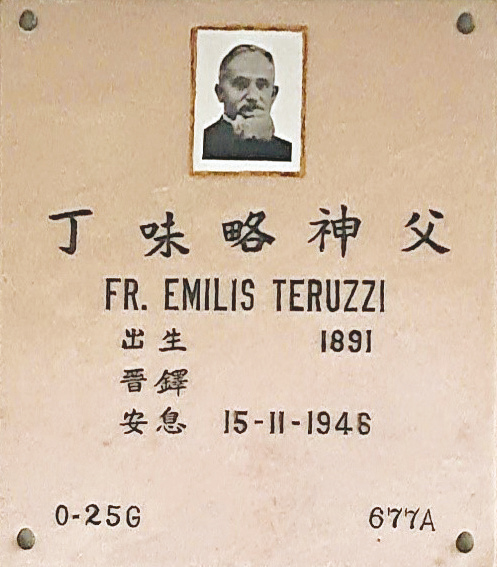 丁味略神父
FR. EMILIS TERUZZI
出生 1891
晋鐸
安息 15-11-1946
0-25G 677A